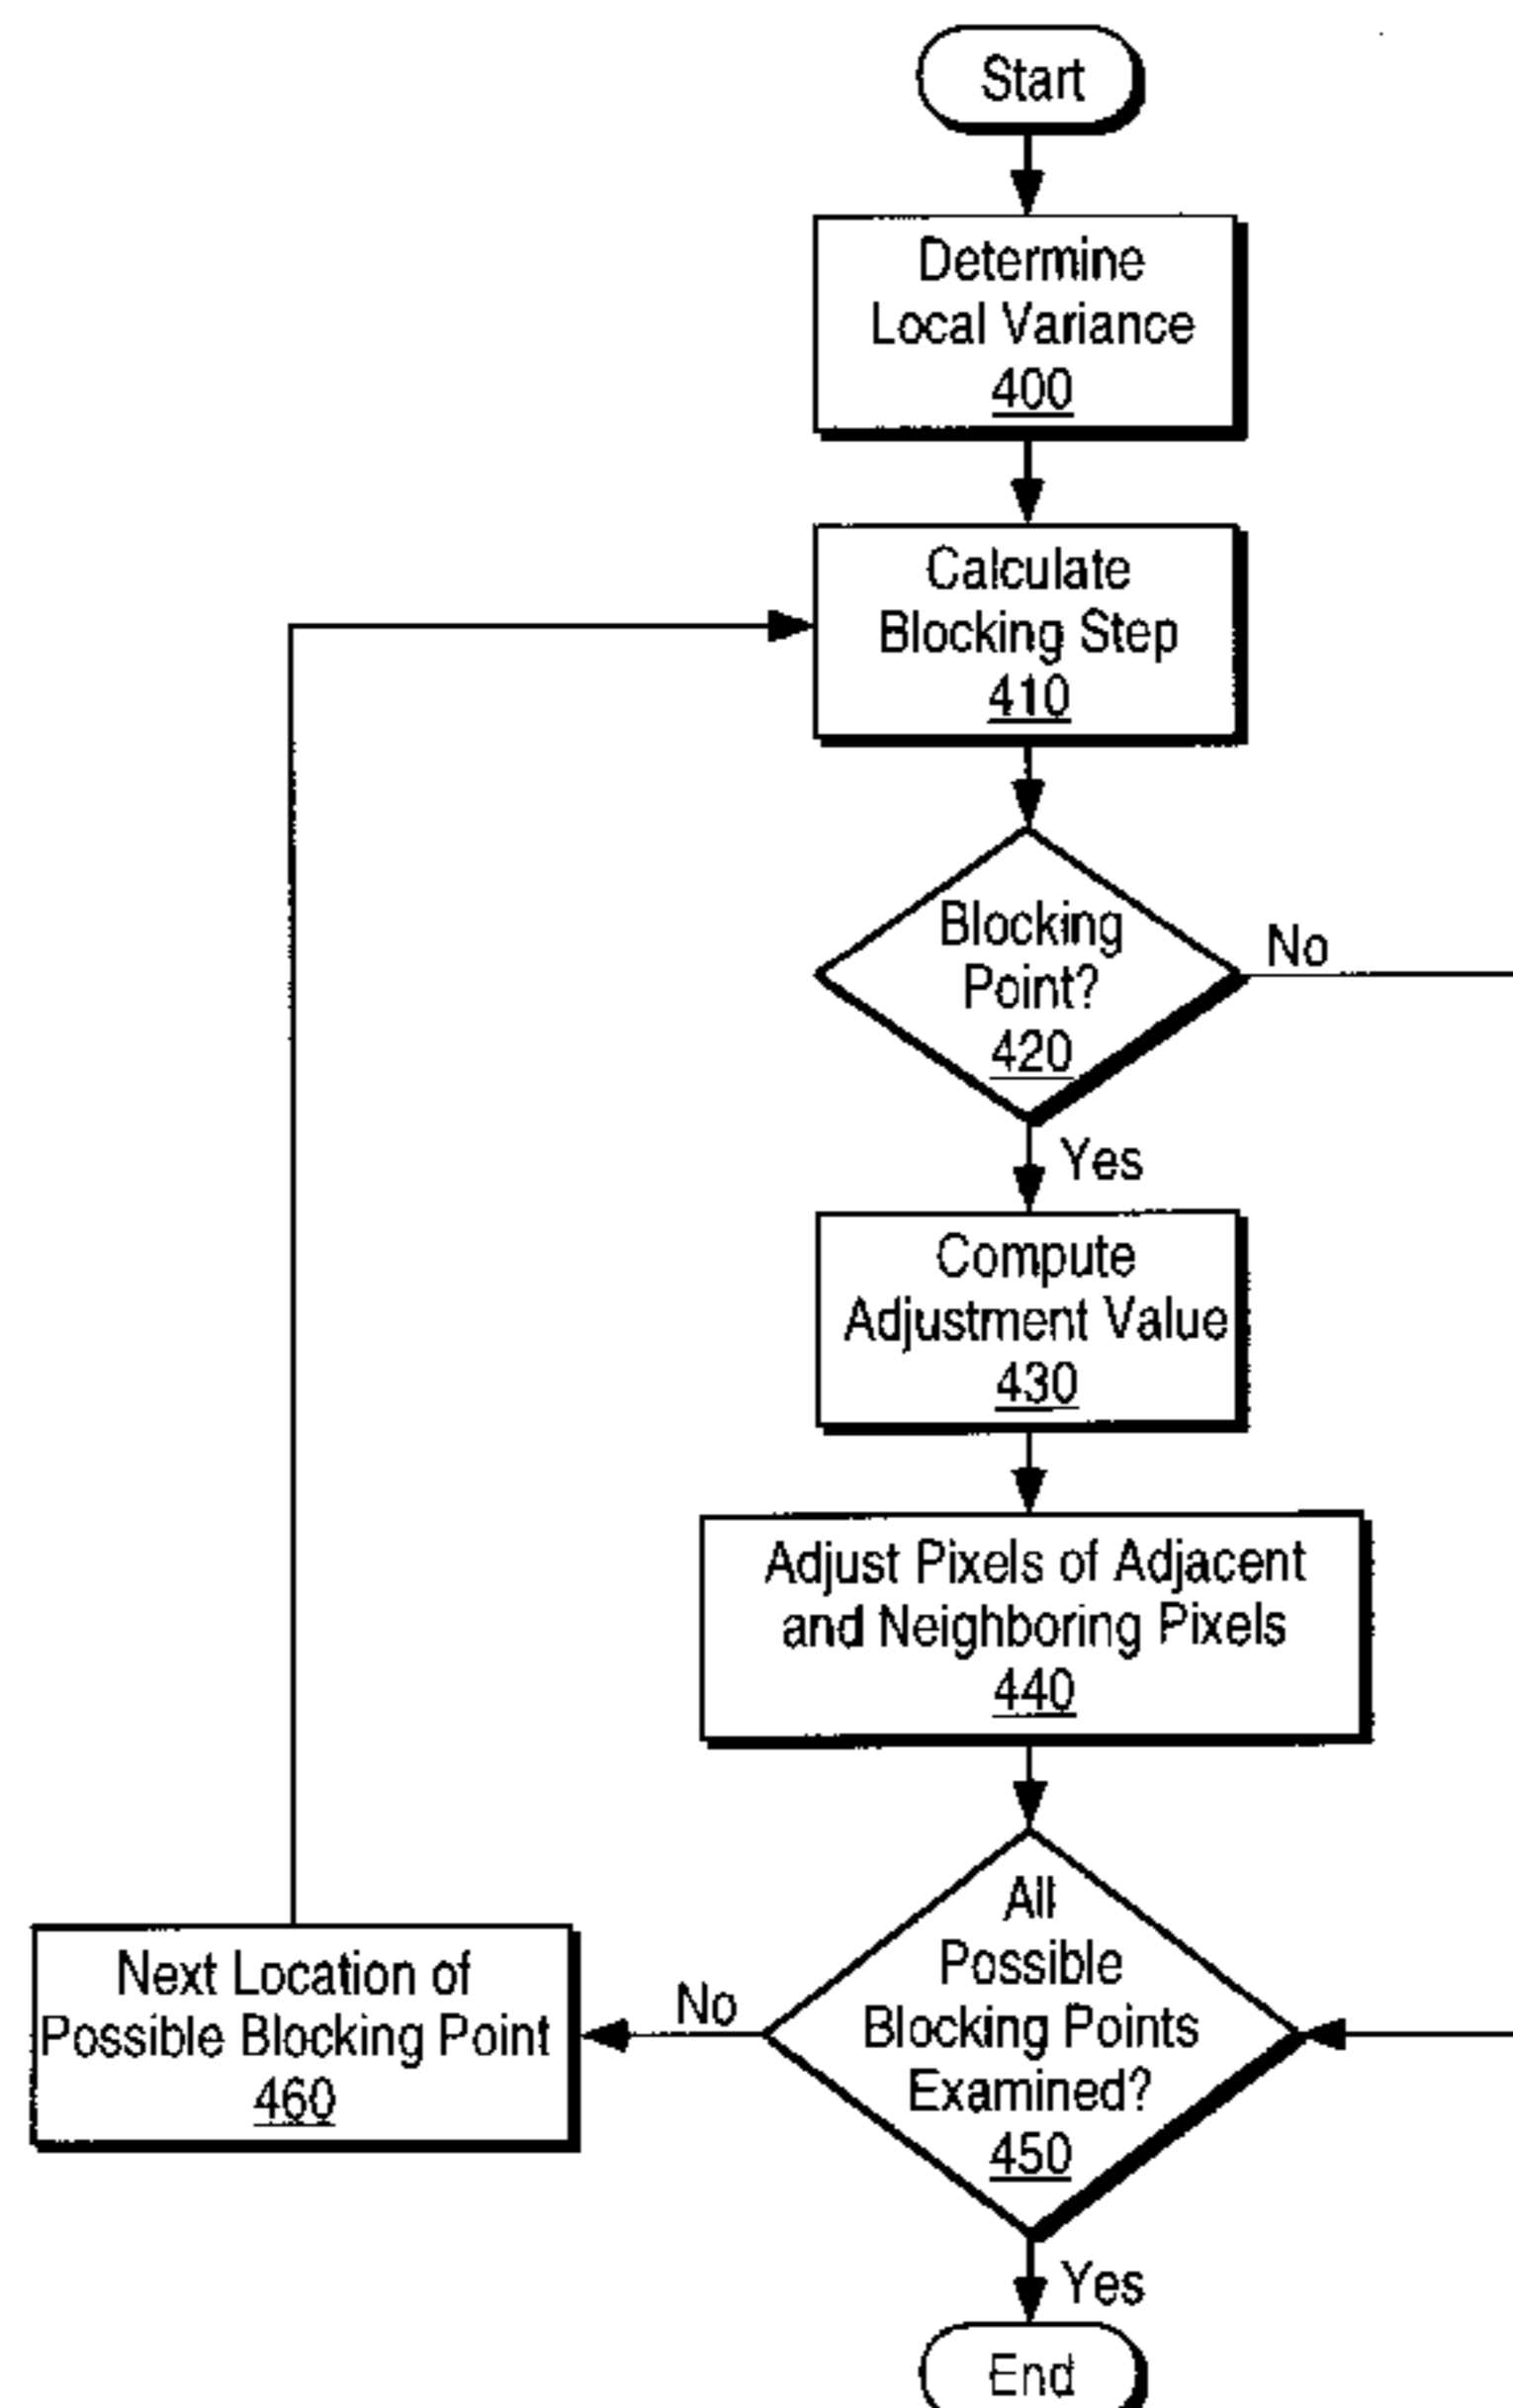 Start
Determine
Local Variance
400
Calculate
Blocking Step
410
Blocking
Point?
420
No
Yes
Compute
Adjustment Value
430
Adjust Pixels of Adjacent
and Neighboring Pixels
440
All
Possible
Blocking Points
Examined?
450
No
Next Location of
Possible Blocking Point
460
Yes
End